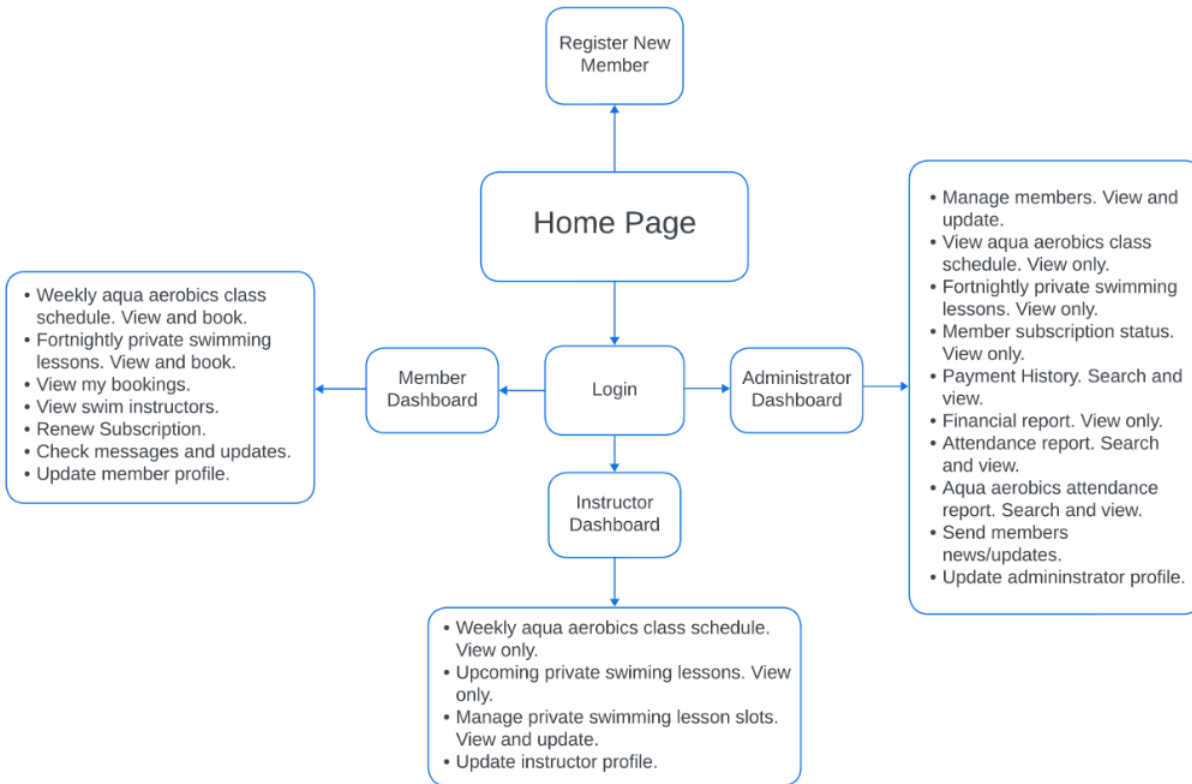 Register New
Member
Home Page
• Weekly aqua aerobics class
schedule. View and book.
• Fortnightly private swimming
lessons. View and book.
• View my bookings.
• View swim instructors.
• Renew Subscription.
• Check messages and updates.
• Update member profile.
Member
Dashboard
Login
Administrator
Dashboard
• Manage members. View and
update.
• View aqua aerobics class
schedule. View only.
• Fortnightly private swimming
lessons. View only.
• Member subscription status.
View only.
• Payment History. Search and
view.
• Financial report. View only.
• Attendance report. Search
and view.
• Aqua aerobics attendance
report. Search and view.
• Send members
news/updates.
• Update admininstrator profile.
Instructor
Dashboard
• Weekly aqua aerobics class schedule.
View only.
• Upcoming private swiming lessons. View
only.
• Manage private swimming lesson slots.
View and update.
• Update instructor profile.